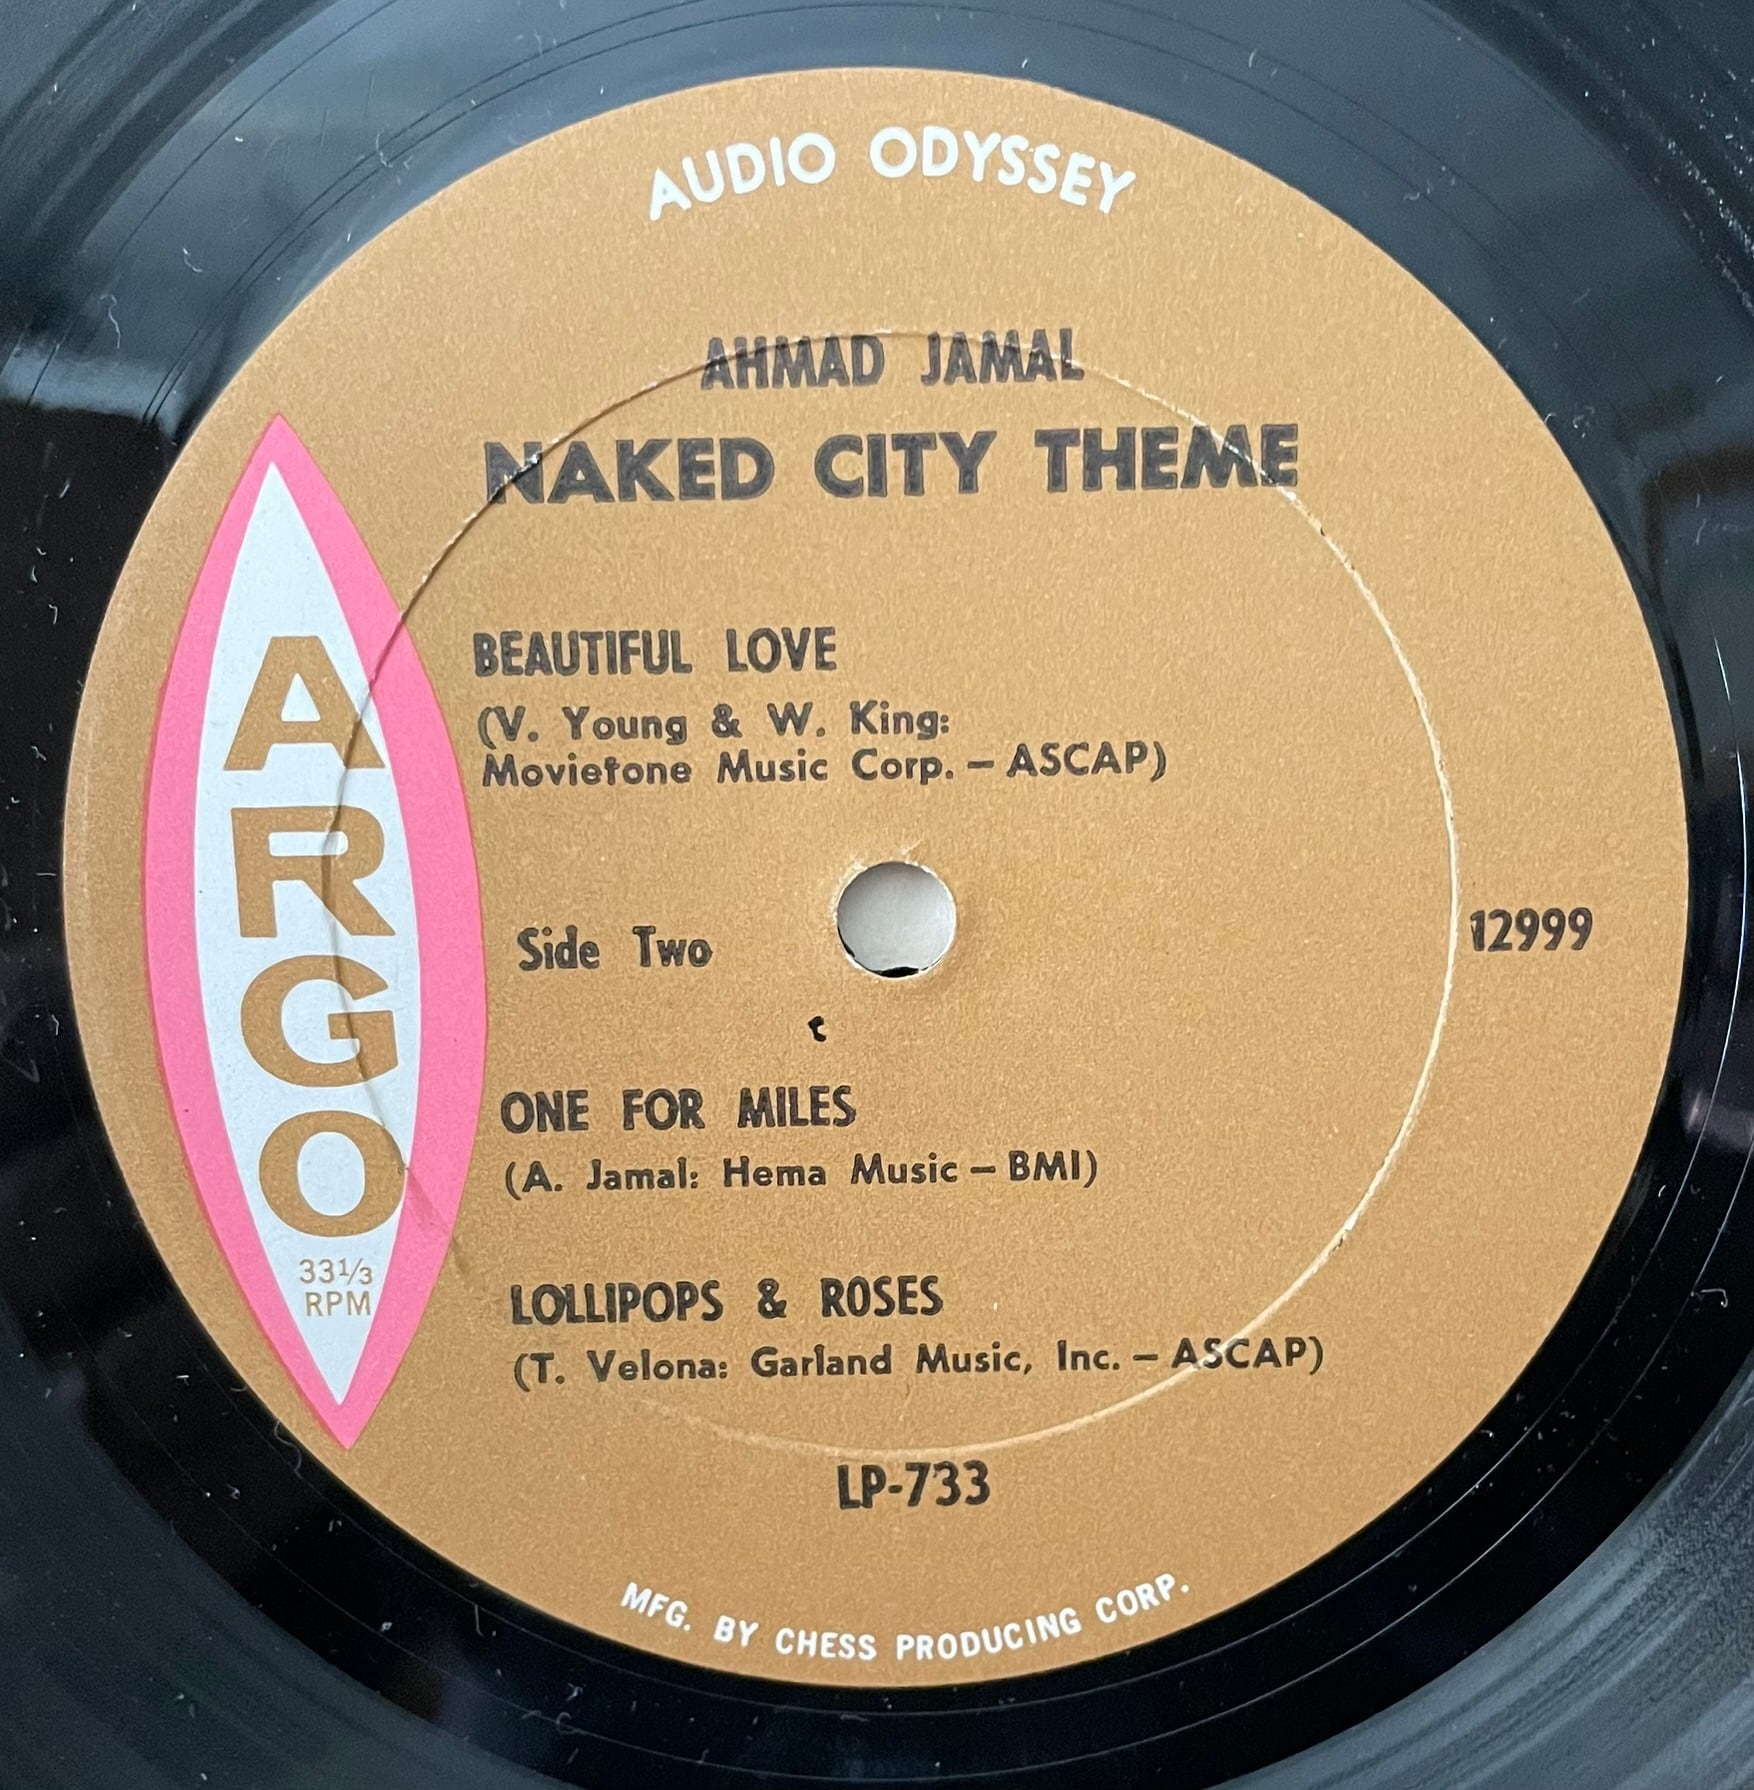 AUDIO ODYSSEY
AHMAD JAMAL
NAKED CITY THEME
BEAUTIFUL LOVE
(V. Young & W. King:
Movietone Music Corp. – ASCAP)
ARGO
33⅓
RPM
Side Two
12999
ONE FOR MILES
(A. Jamal: Hema Music – BMI)
LOLLIPOPS & ROSES
(T. Velona: Garland Music, Inc. – ASCAP)
LP-733
MFG. BY CHESS PRODUCING CORP.